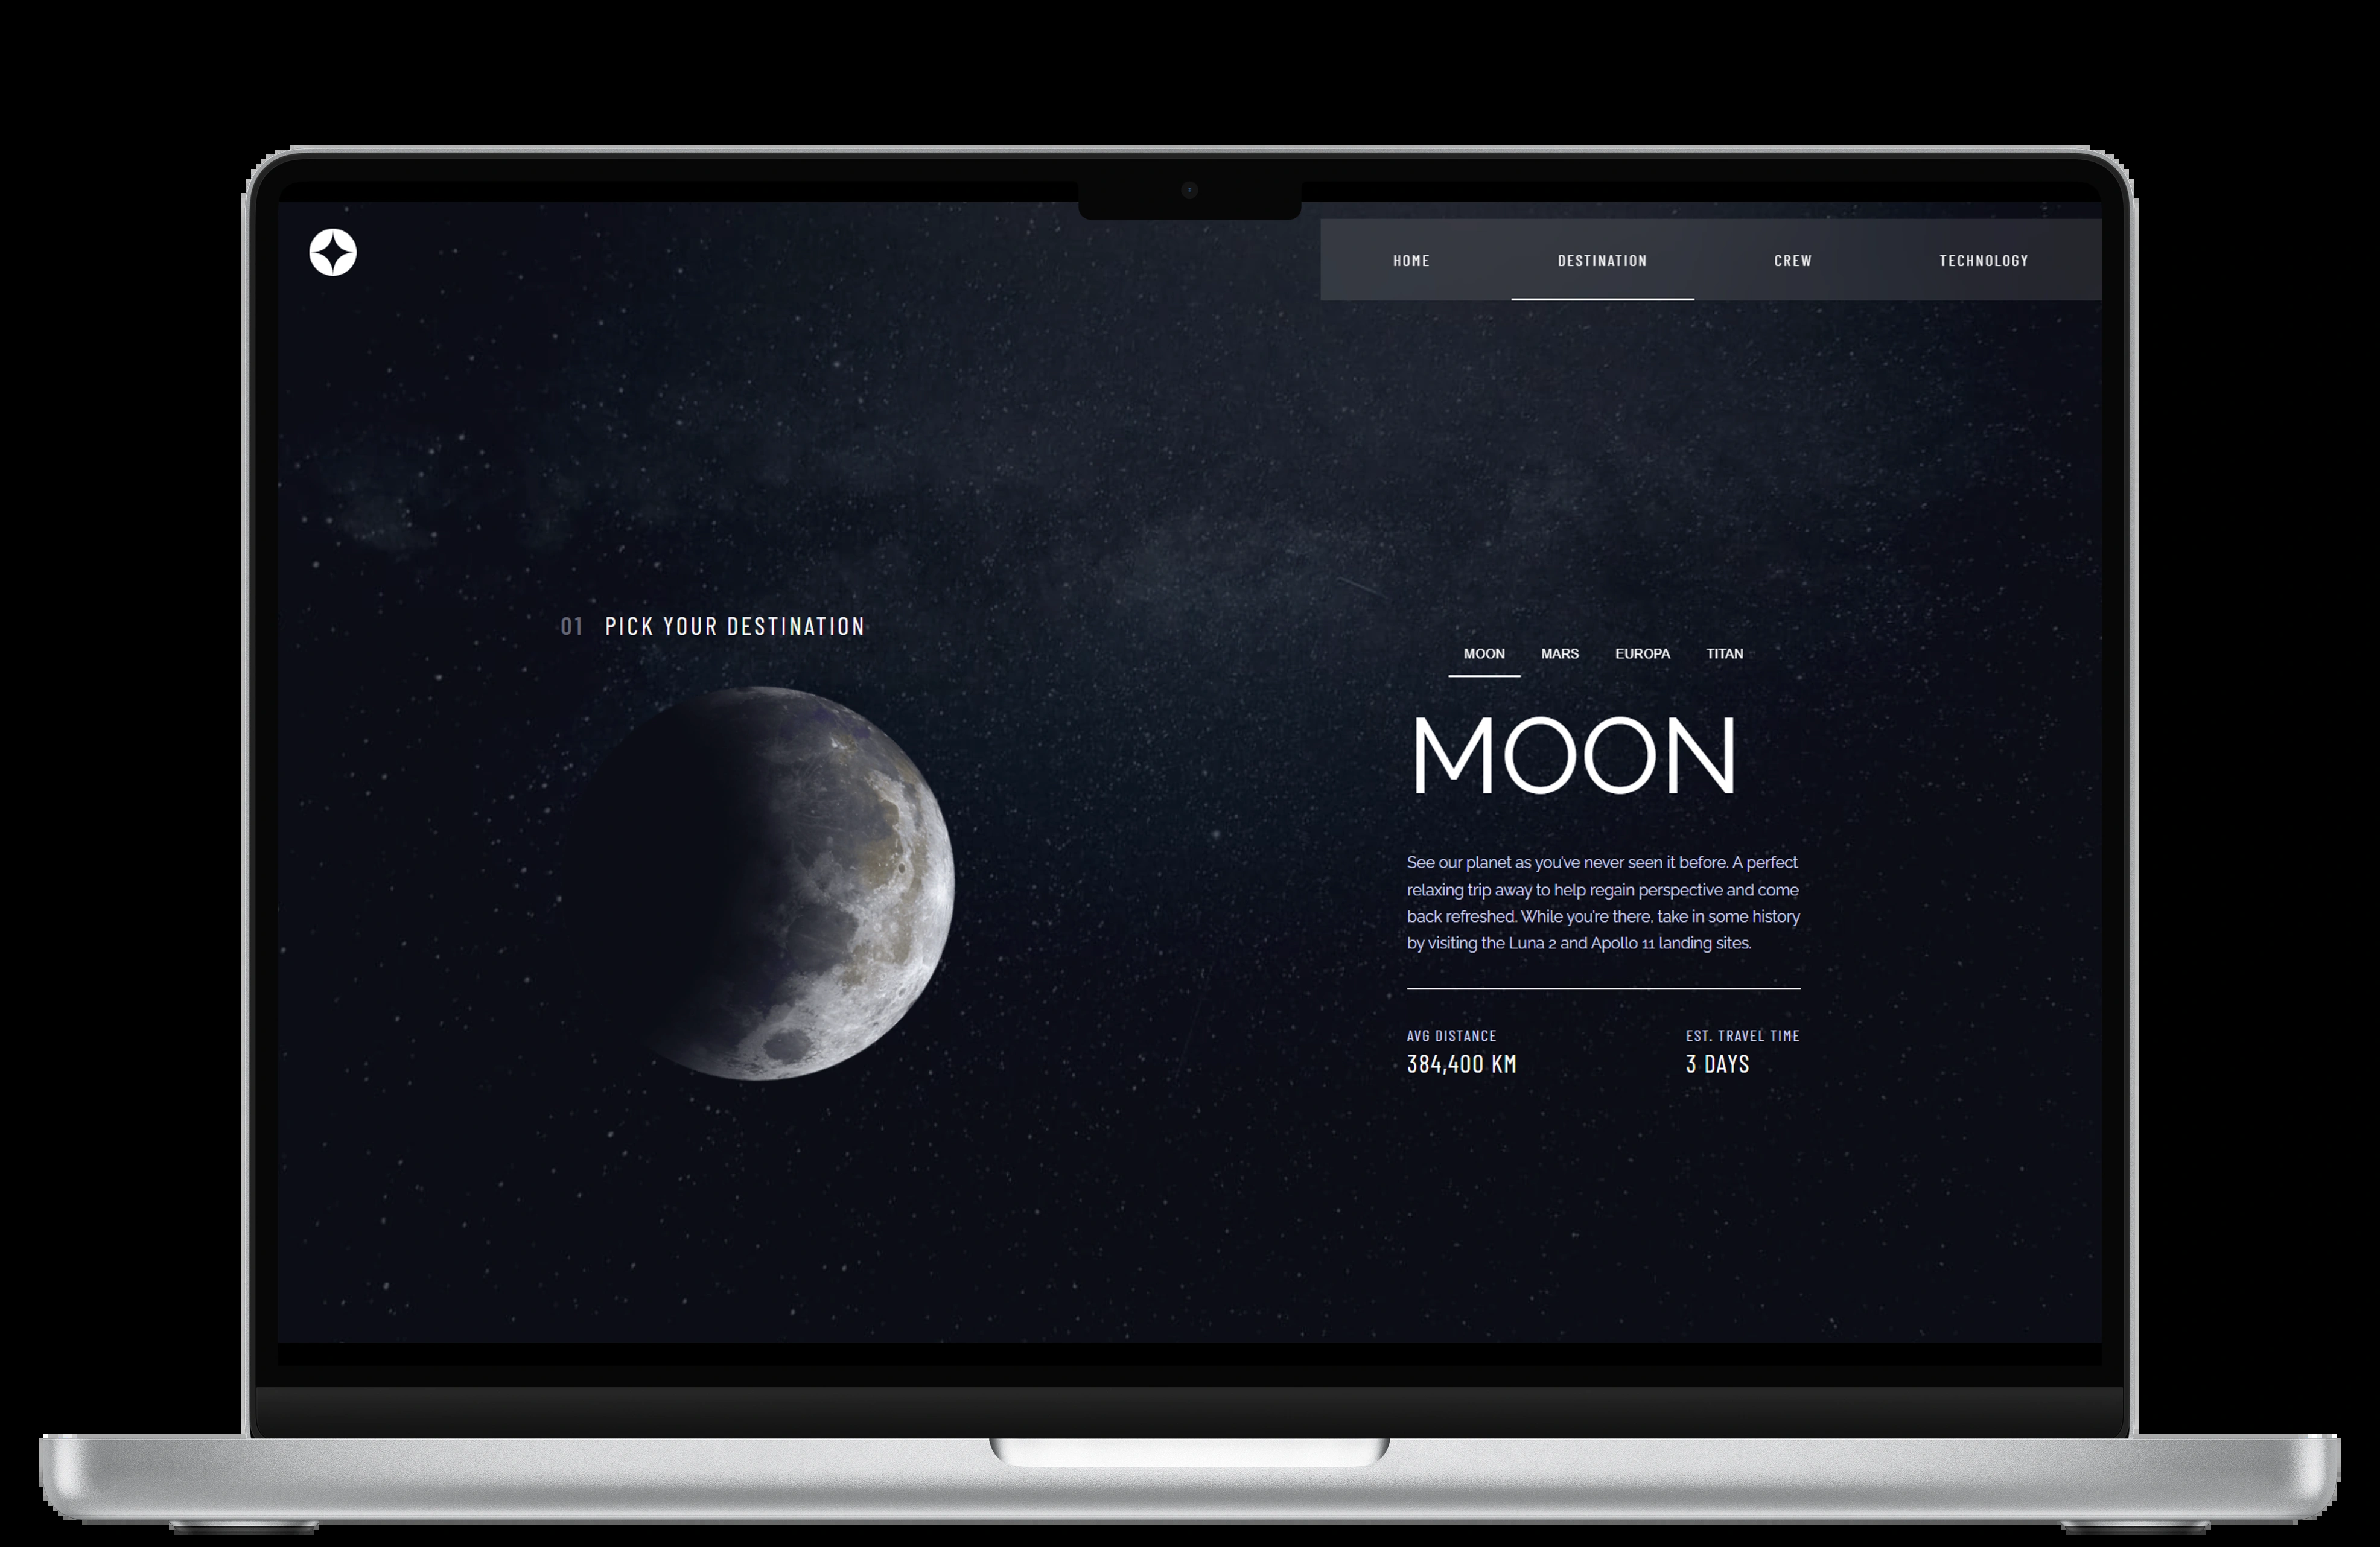 HOME DESTINATION CREW TECHNOLOGY
01 PICK YOUR DESTINATION
MOON MARS EUROPA TITAN
MOON
See our planet as you've never seen it before. A perfect
relaxing trip away to help regain perspective and come
back refreshed. While you're there, take in some history
by visiting the Luna 2 and Apollo 11 landing sites.
AVG DISTANCE
384,400 KM
EST. TRAVEL TIME
3 DAYS